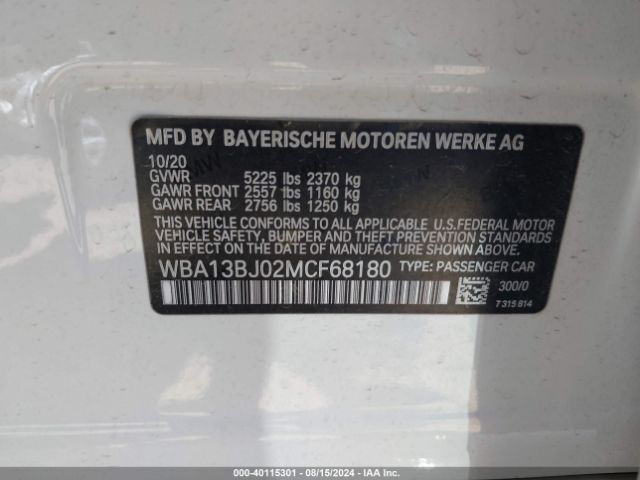 MFD BY BAYERISCHE MOTOREN WERKE AG
10/20
GVWR 5225 lbs 2370 kg
GAWR FRONT 2557 lbs 1160 kg
GAWR REAR 2756 lbs 1250 kg
THIS VEHICLE CONFORMS TO ALL APPLICABLE U.S.FEDERAL MOTOR
VEHICLE SAFETY, BUMPER, AND THEFT PREVENTION STANDARDS
IN EFFECT ON THE DATE OF MANUFACTURE SHOWN ABOVE.
WBA13BJ02MCF68180 TYPE: PASSENGER CAR
300/0
7 315 814
000-40115301 - 08/15/2024 - IAA Inc.